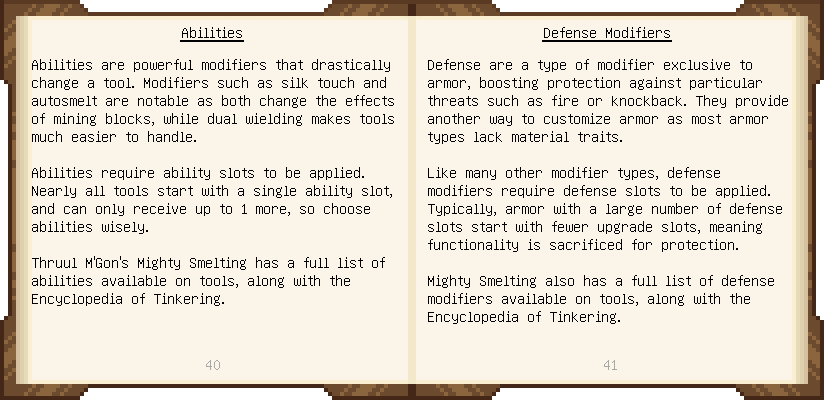 Abilities
Abilities are powerful modifiers that drastically
change a tool. Modifiers such as silk touch and
autosmelt are notable as both change the effects
of mining blocks, while dual wielding makes tools
much easier to handle.
Abilities require ability slots to be applied.
Nearly all tools start with a single ability slot,
and can only receive up to 1 more, so choose
abilities wisely.
Thruul M'Gon's Mighty Smelting has a full list of
abilities available on tools, along with the
Encyclopedia of Tinkering.
40
Defense Modifiers
Defense are a type of modifier exclusive to
armor, boosting protection against particular
threats such as fire or knockback. They provide
another way to customize armor as most armor
types lack material traits.
Like many other modifier types, defense
modifiers require defense slots to be applied.
Typically, armor with a large number of defense
slots start with fewer upgrade slots, meaning
functionality is sacrificed for protection.
Mighty Smelting also has a full list of defense
modifiers available on tools, along with the
Encyclopedia of Tinkering.
41